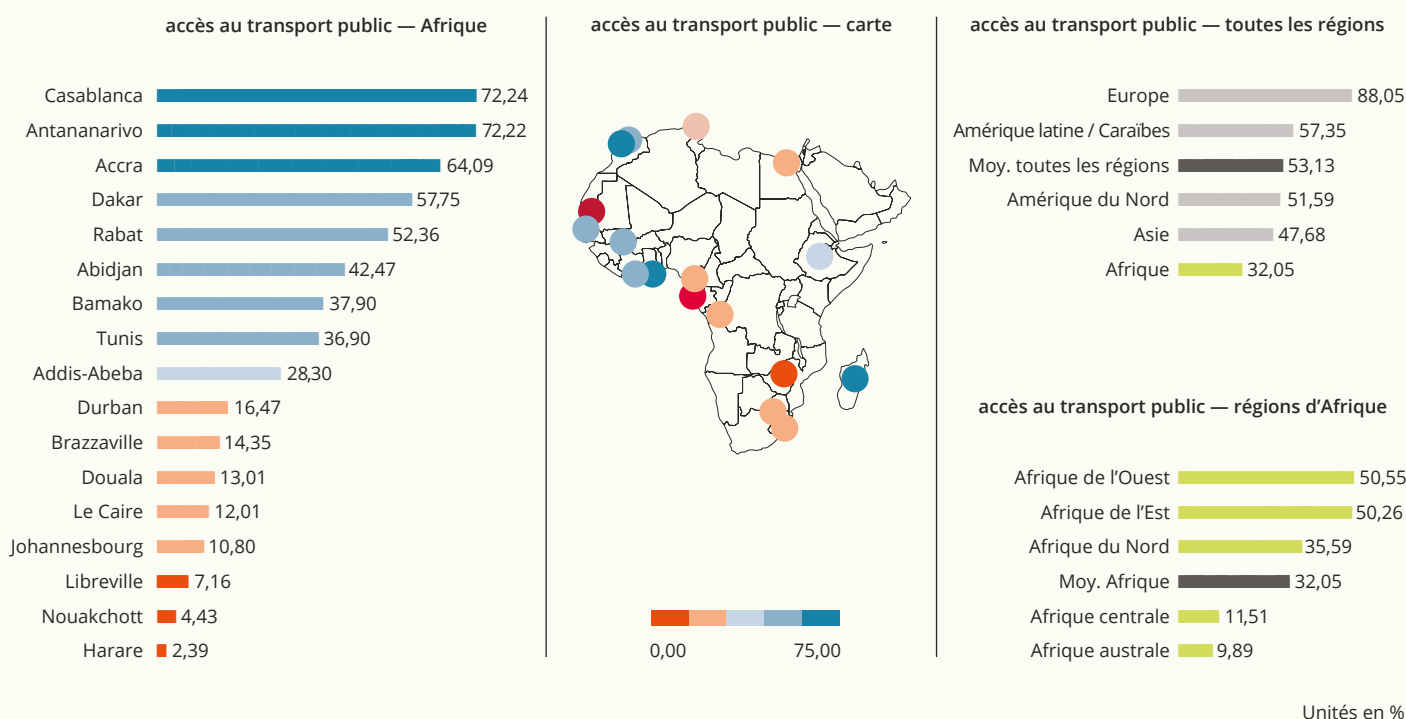 accès au transport public — Afrique
Casablanca 72,24
Antananarivo 72,22
Accra 64,09
Dakar 57,75
Rabat 52,36
Abidjan 42,47
Bamako 37,90
Tunis 36,90
Addis-Abeba 28,30
Durban 16,47
Brazzaville 14,35
Douala 13,01
Le Caire 12,01
Johannesbourg 10,80
Libreville 7,16
Nouakchott 4,43
Harare 2,39
accès au transport public — carte
0,00 75,00
accès au transport public — toutes les régions
Europe 88,05
Amérique latine / Caraïbes 57,35
Moy. toutes les régions 53,13
Amérique du Nord 51,59
Asie 47,68
Afrique 32,05
accès au transport public — régions d’Afrique
Afrique de l’Ouest 50,55
Afrique de l’Est 50,26
Afrique du Nord 35,59
Moy. Afrique 32,05
Afrique centrale 11,51
Afrique australe 9,89
Unités en %